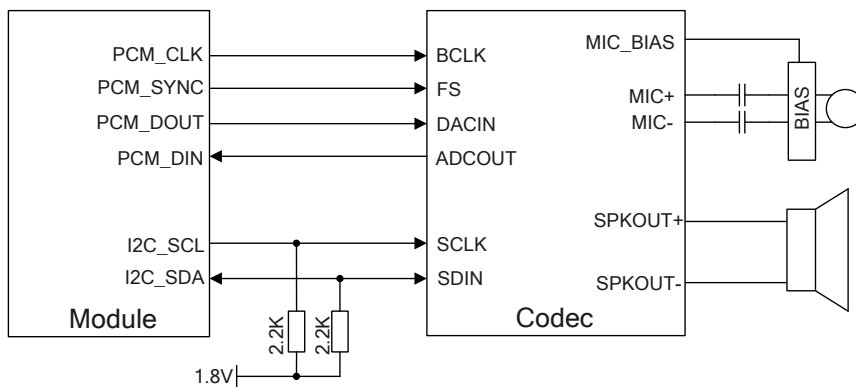 PCM_CLK
PCM_SYNC
PCM_DOUT
PCM_DIN
I2C_SCL
I2C_SDA
Module
BCLK
FS
DACIN
ADCOUT
SCLK
SDIN
Codec
MIC_BIAS
MIC+
MIC-
SPKOUT+
SPKOUT-
BIAS
2.2K
2.2K
1.8V